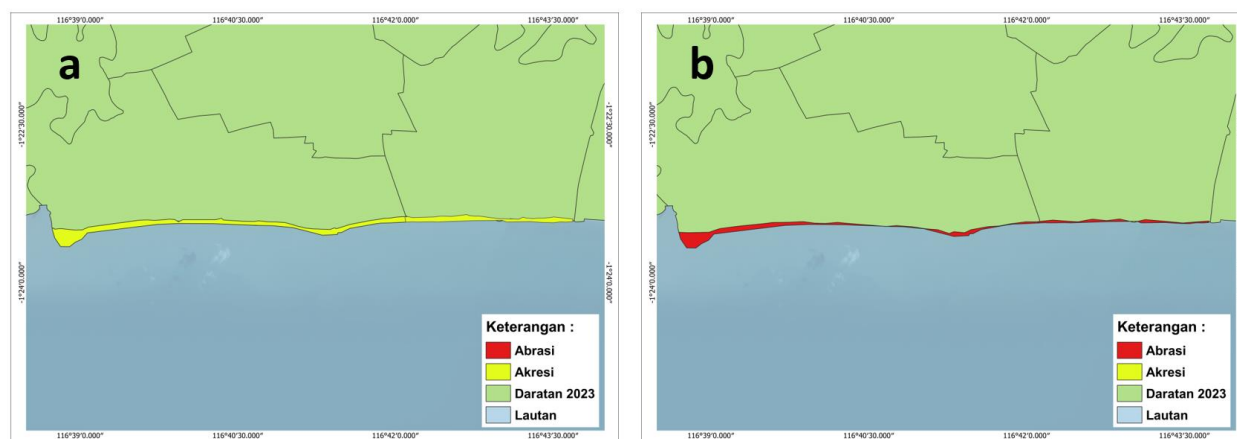 116°39'0.000" 116°40'30.000" 116°42'0.000" 116°43'30.000"
a
-1°22'30.000" -1°22'30.000"
-1°24'0.000" -1°24'0.000"
Keterangan :
Abrasi
Akresi
Daratan 2023
Lautan
116°39'0.000" 116°40'30.000" 116°42'0.000" 116°43'30.000"
116°39'0.000" 116°40'30.000" 116°42'0.000" 116°43'30.000"
b
-1°22'30.000" -1°22'30.000"
-1°24'0.000" -1°24'0.000"
Keterangan :
Abrasi
Akresi
Daratan 2023
Lautan
116°39'0.000" 116°40'30.000" 116°42'0.000" 116°43'30.000"